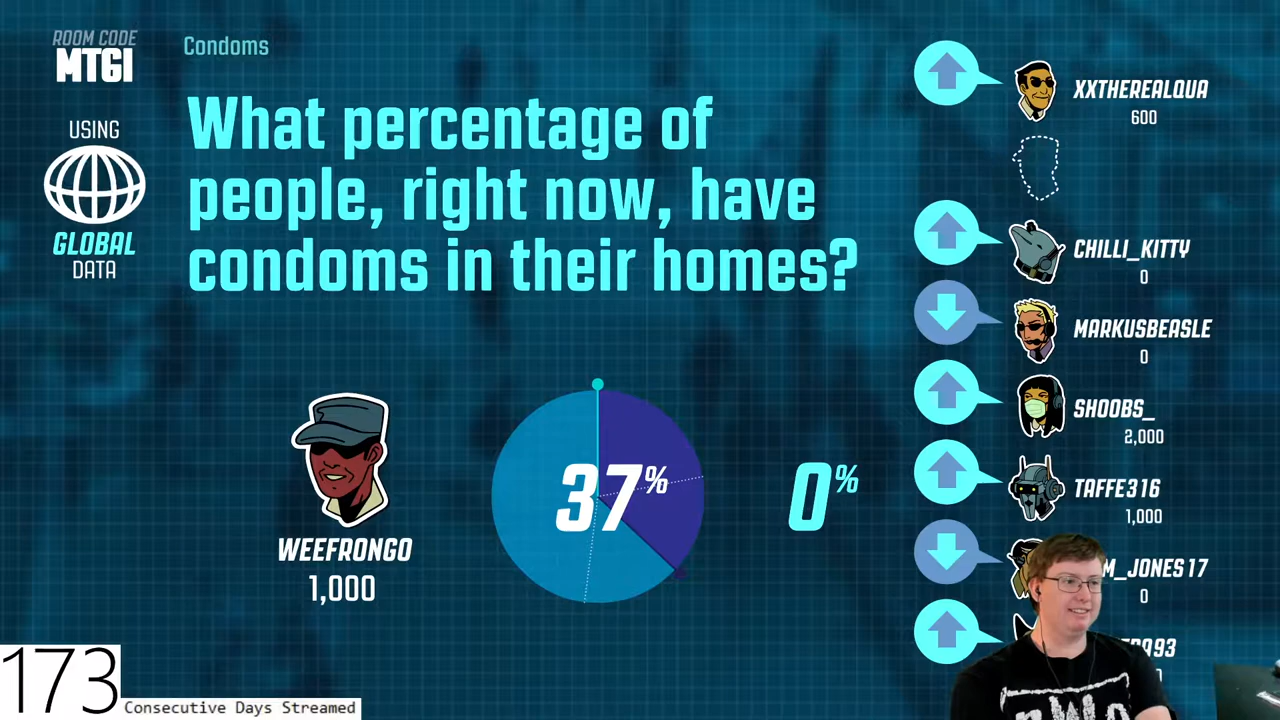 ROOM CODE
MTGI
Condoms
USING
GLOBAL
DATA
What percentage of
people, right now, have
condoms in their homes?
37%
0%
WEEFRONGO
1,000
XXTHEREALQUA
600
CHILLI_KITTY
0
MARKUSBEASLE
0
SHOOBS_
2,000
TAFFE316
1,000
M_JONES17
0
93
173
Consecutive Days Streamed